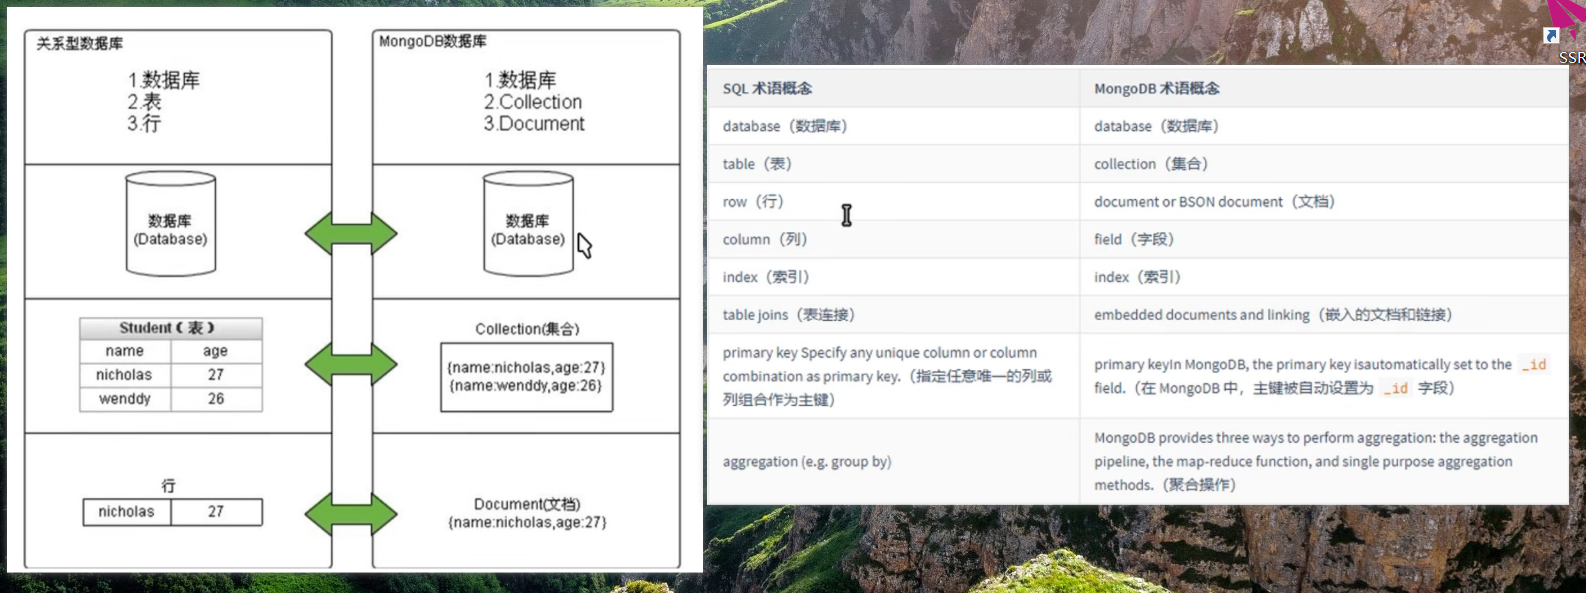 关系型数据库
1.数据库
2.表
3.行
MongoDB数据库
1.数据库
2.Collection
3.Document
数据库
(Database)
数据库
(Database)
Student（表）
name age
nicholas 27
wenddy 26
Collection(集合)
{name:nicholas,age:27}
{name:wenddy,age:26}
行
nicholas 27
Document(文档)
{name:nicholas,age:27}
SQL 术语概念 MongoDB 术语概念
database（数据库） database（数据库）
table（表） collection（集合）
row（行） document or BSON document（文档）
column（列） field（字段）
index（索引） index（索引）
table joins（表连接） embedded documents and linking（嵌入的文档和链接）
primary key Specify any unique column or column
combination as primary key.（指定任意唯一的列或
列组合作为主键）
primary keyIn MongoDB, the primary key isautomatically set to the _id
field.（在 MongoDB 中，主键被自动设置为 _id 字段）
aggregation (e.g. group by)
MongoDB provides three ways to perform aggregation: the aggregation
pipeline, the map-reduce function, and single purpose aggregation
methods.（聚合操作）
SSR